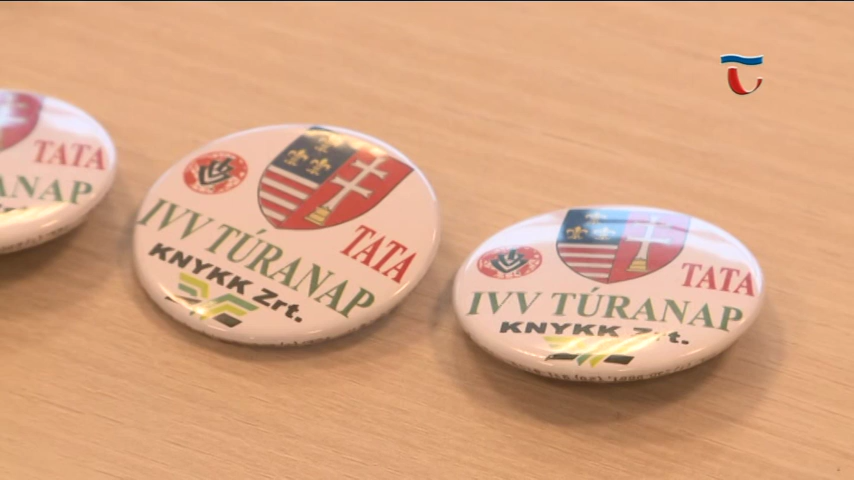 TATA
ANAP
TATA
IVV TÚRANAP
KNYKK Zrt.
TATA
IVV TÚRANAP
KNYKK Zrt.